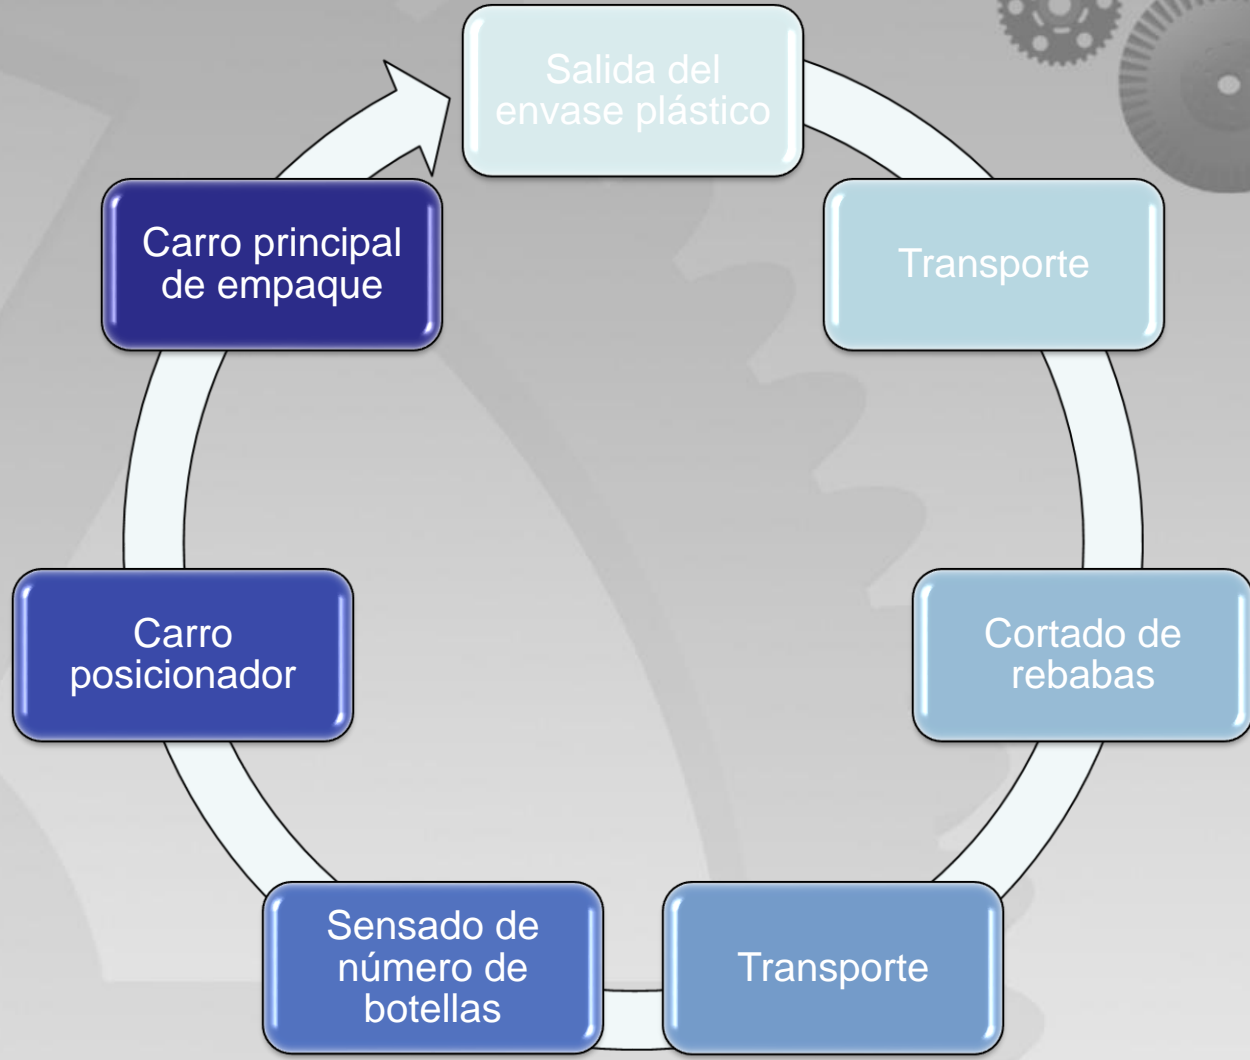 Salida del
envase plástico
Transporte
Cortado de
rebabas
Transporte
Sensado de
número de
botellas
Carro
posicionador
Carro principal
de empaque